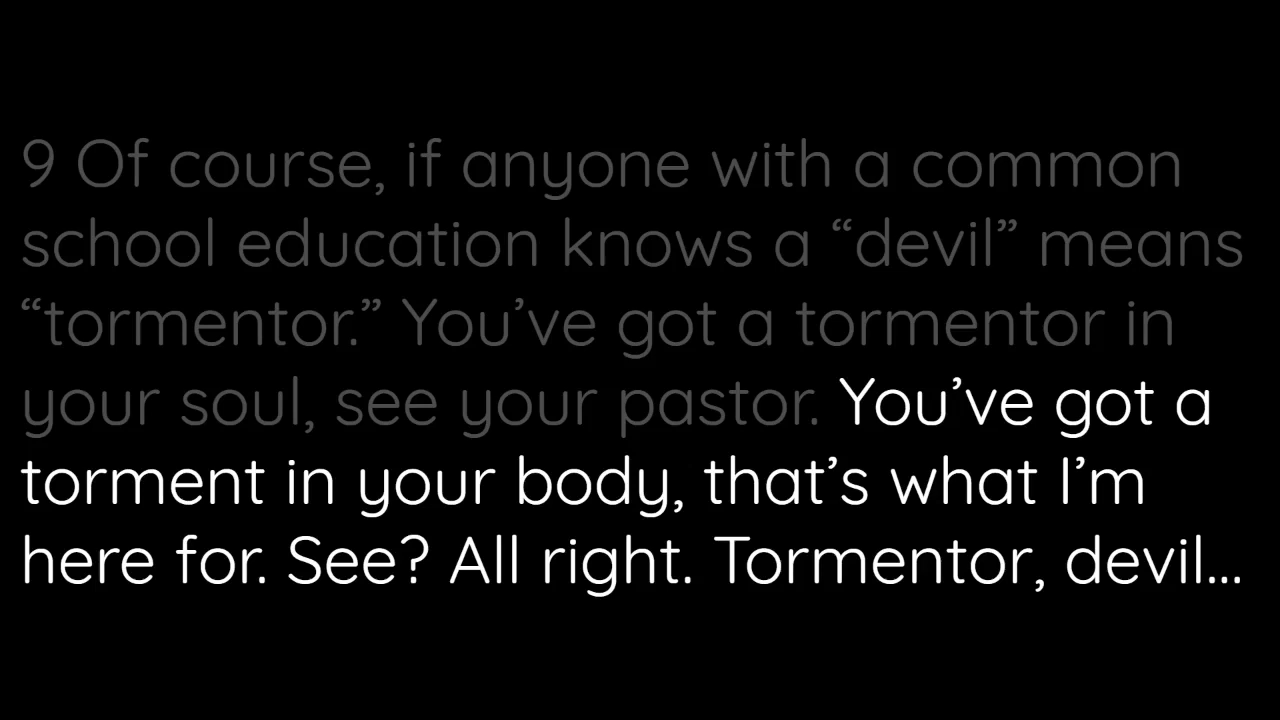 9 Of course, if anyone with a common
school education knows a “devil” means
“tormentor.” You’ve got a tormentor in
your soul, see your pastor. You’ve got a
torment in your body, that’s what I’m
here for. See? All right. Tormentor, devil...